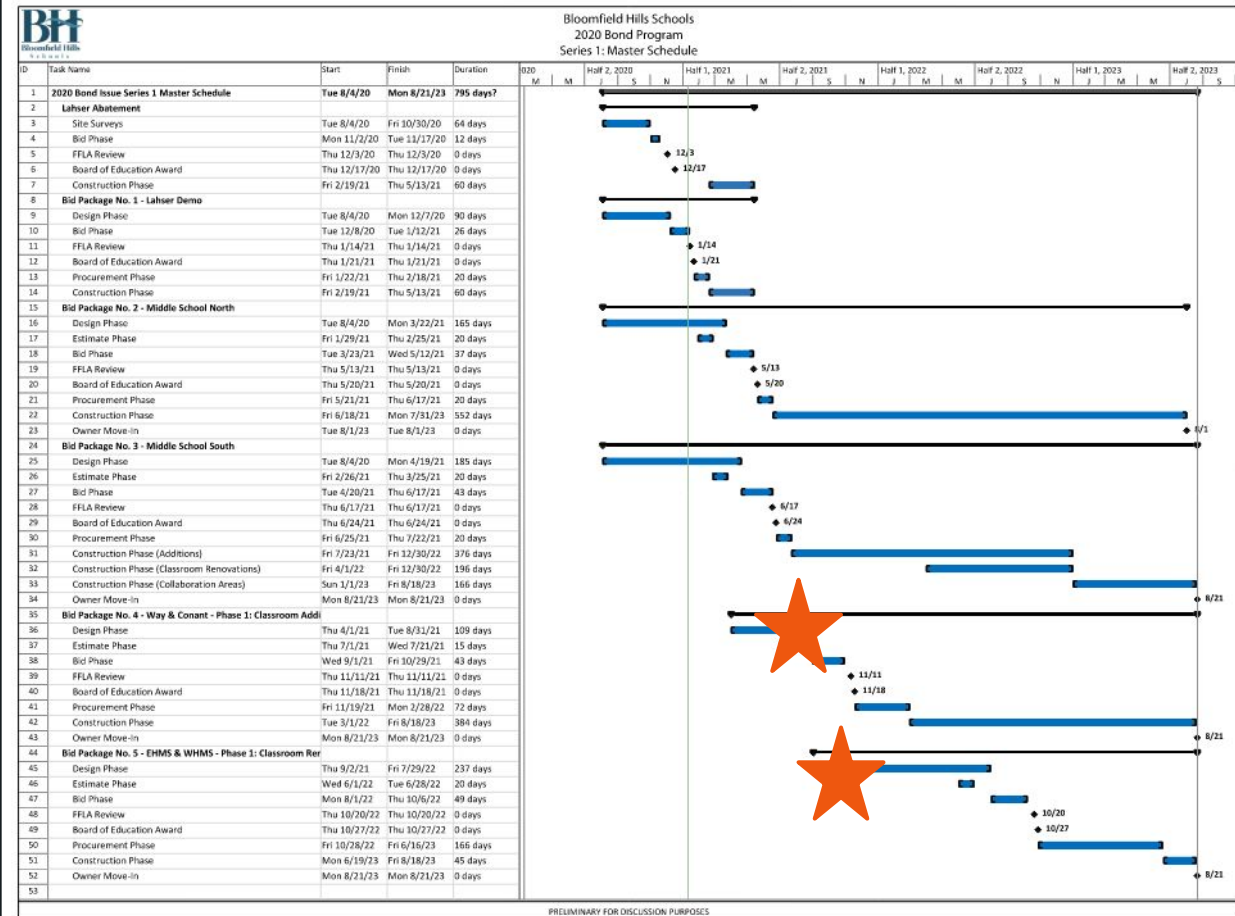 BH
Bloomfield Hills
Schools
Bloomfield Hills Schools
2020 Bond Program
Series 1: Master Schedule
ID Task Name Start Finish Duration 020 Half 2, 2020 Half 1, 2021 Half 2, 2021 Half 1, 2022 Half 2, 2022 Half 1, 2023 Half 2, 2023
M M J S N J M M J S N J M M J S N J M M J S
1 2020 Bond Issue Series 1 Master Schedule Tue 8/4/20 Mon 8/21/23 795 days?
2 Lahser Abatement
3 Site Surveys Tue 8/4/20 Fri 10/30/20 64 days
4 Bid Phase Mon 11/2/20 Tue 11/17/20 12 days
5 FFLA Review Thu 12/3/20 Thu 12/3/20 0 days 12/3
6 Board of Education Award Thu 12/17/20 Thu 12/17/20 0 days 12/17
7 Construction Phase Fri 2/19/21 Thu 5/13/21 60 days
8 Bid Package No. 1 - Lahser Demo
9 Design Phase Tue 8/4/20 Mon 12/7/20 90 days
10 Bid Phase Tue 12/8/20 Tue 1/12/21 26 days
11 FFLA Review Thu 1/14/21 Thu 1/14/21 0 days 1/14
12 Board of Education Award Thu 1/21/21 Thu 1/21/21 0 days 1/21
13 Procurement Phase Fri 1/22/21 Thu 2/18/21 20 days
14 Construction Phase Fri 2/19/21 Thu 5/13/21 60 days
15 Bid Package No. 2 - Middle School North
16 Design Phase Tue 8/4/20 Mon 3/22/21 165 days
17 Estimate Phase Fri 1/29/21 Thu 2/25/21 20 days
18 Bid Phase Tue 3/23/21 Wed 5/12/21 37 days
19 FFLA Review Thu 5/13/21 Thu 5/13/21 0 days 5/13
20 Board of Education Award Thu 5/20/21 Thu 5/20/21 0 days 5/20
21 Procurement Phase Fri 5/21/21 Thu 6/17/21 20 days
22 Construction Phase Fri 6/18/21 Mon 7/31/23 552 days
23 Owner Move-In Tue 8/1/23 Tue 8/1/23 0 days 8/1
24 Bid Package No. 3 - Middle School South
25 Design Phase Tue 8/4/20 Mon 4/19/21 185 days
26 Estimate Phase Fri 2/26/21 Thu 3/25/21 20 days
27 Bid Phase Tue 4/20/21 Thu 6/17/21 43 days
28 FFLA Review Thu 6/17/21 Thu 6/17/21 0 days 6/17
29 Board of Education Award Thu 6/24/21 Thu 6/24/21 0 days 6/24
30 Procurement Phase Fri 6/25/21 Thu 7/22/21 20 days
31 Construction Phase (Additions) Fri 7/23/21 Fri 12/30/22 376 days
32 Construction Phase (Classroom Renovations) Fri 4/1/22 Fri 12/30/22 196 days
33 Construction Phase (Collaboration Areas) Sun 1/1/23 Fri 8/18/23 166 days
34 Owner Move-In Mon 8/21/23 Mon 8/21/23 0 days 8/21
35 Bid Package No. 4 - Way & Conant - Phase 1: Classroom Addi
36 Design Phase Thu 4/1/21 Tue 8/31/21 109 days
37 Estimate Phase Thu 7/1/21 Wed 7/21/21 15 days
38 Bid Phase Wed 9/1/21 Fri 10/29/21 43 days
39 FFLA Review Thu 11/11/21 Thu 11/11/21 0 days 11/11
40 Board of Education Award Thu 11/18/21 Thu 11/18/21 0 days 11/18
41 Procurement Phase Fri 11/19/21 Mon 2/28/22 72 days
42 Construction Phase Tue 3/1/22 Fri 8/18/23 384 days
43 Owner Move-In Mon 8/21/23 Mon 8/21/23 0 days 8/21
44 Bid Package No. 5 - EHMS & WHMS - Phase 1: Classroom Rer
45 Design Phase Thu 9/2/21 Fri 7/29/22 237 days
46 Estimate Phase Wed 6/1/22 Tue 6/28/22 20 days
47 Bid Phase Mon 8/1/22 Thu 10/6/22 49 days
48 FFLA Review Thu 10/20/22 Thu 10/20/22 0 days 10/20
49 Board of Education Award Thu 10/27/22 Thu 10/27/22 0 days 10/27
50 Procurement Phase Fri 10/28/22 Fri 6/16/23 166 days
51 Construction Phase Mon 6/19/23 Fri 8/18/23 45 days
52 Owner Move-In Mon 8/21/23 Mon 8/21/23 0 days 8/21
53
PRELIMINARY FOR DISCUSSION PURPOSES